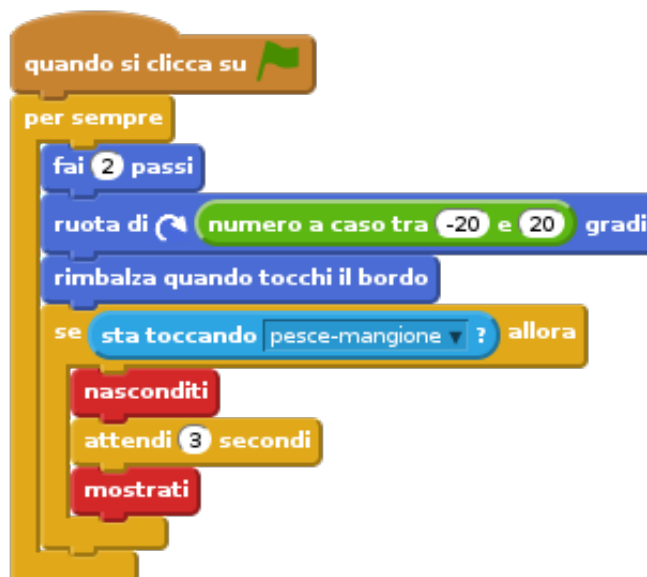 quando si clicca su
per sempre
fai 2 passi
ruota di numero a caso tra -20 e 20 gradi
rimbalza quando tocchi il bordo
se sta toccando pesce-mangione ? allora
nasconditi
attendi 3 secondi
mostrati